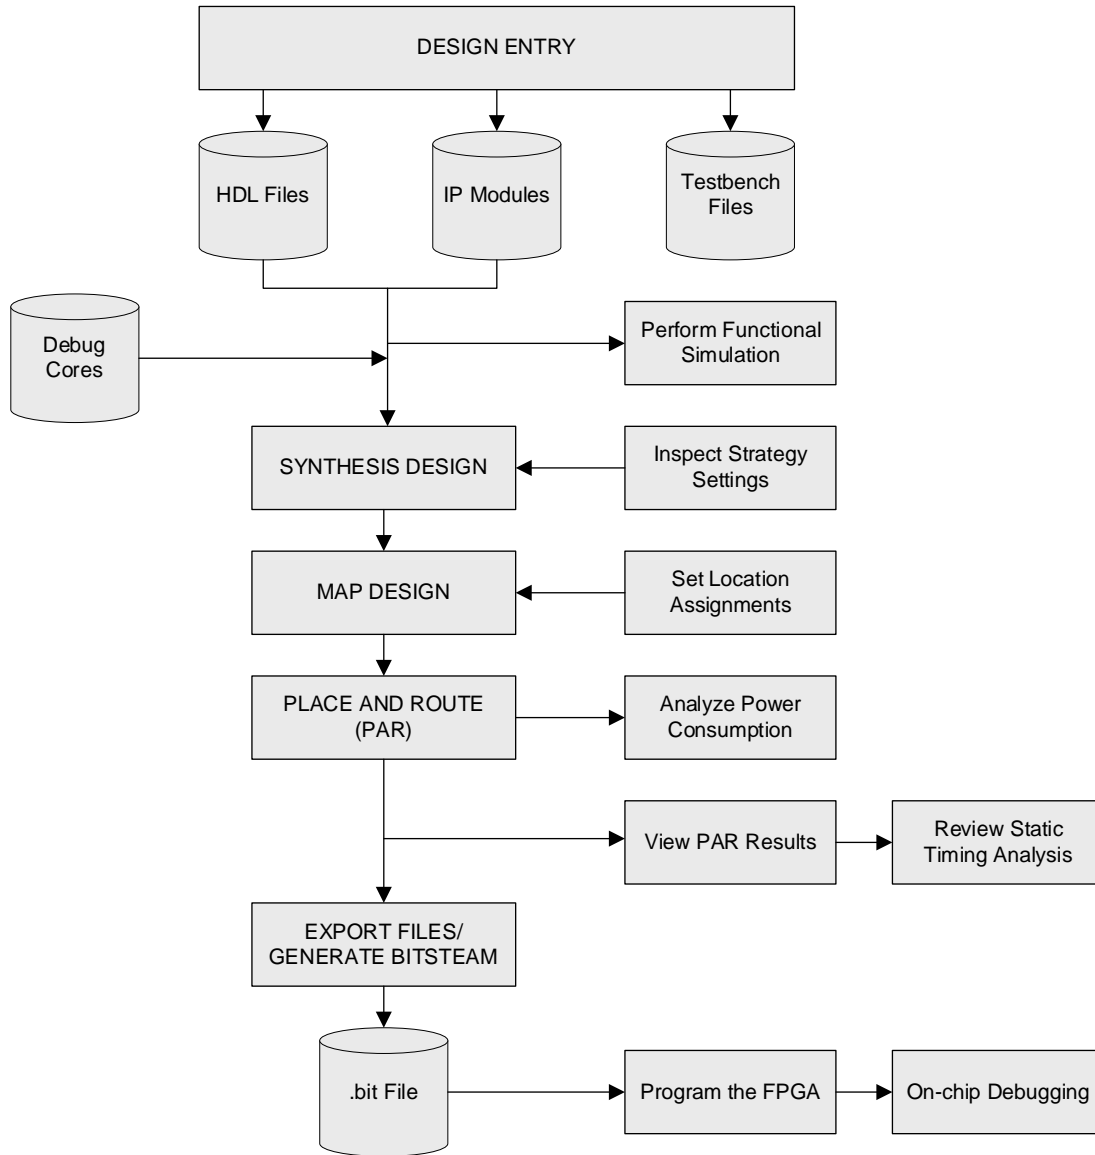 DESIGN ENTRY
HDL Files
IP Modules
Testbench
Files
Debug
Cores
Perform Functional
Simulation
SYNTHESIS DESIGN
Inspect Strategy
Settings
MAP DESIGN
Set Location
Assignments
PLACE AND ROUTE
(PAR)
Analyze Power
Consumption
View PAR Results
Review Static
Timing Analysis
EXPORT FILES/
GENERATE BITSTEAM
.bit File
Program the FPGA
On-chip Debugging